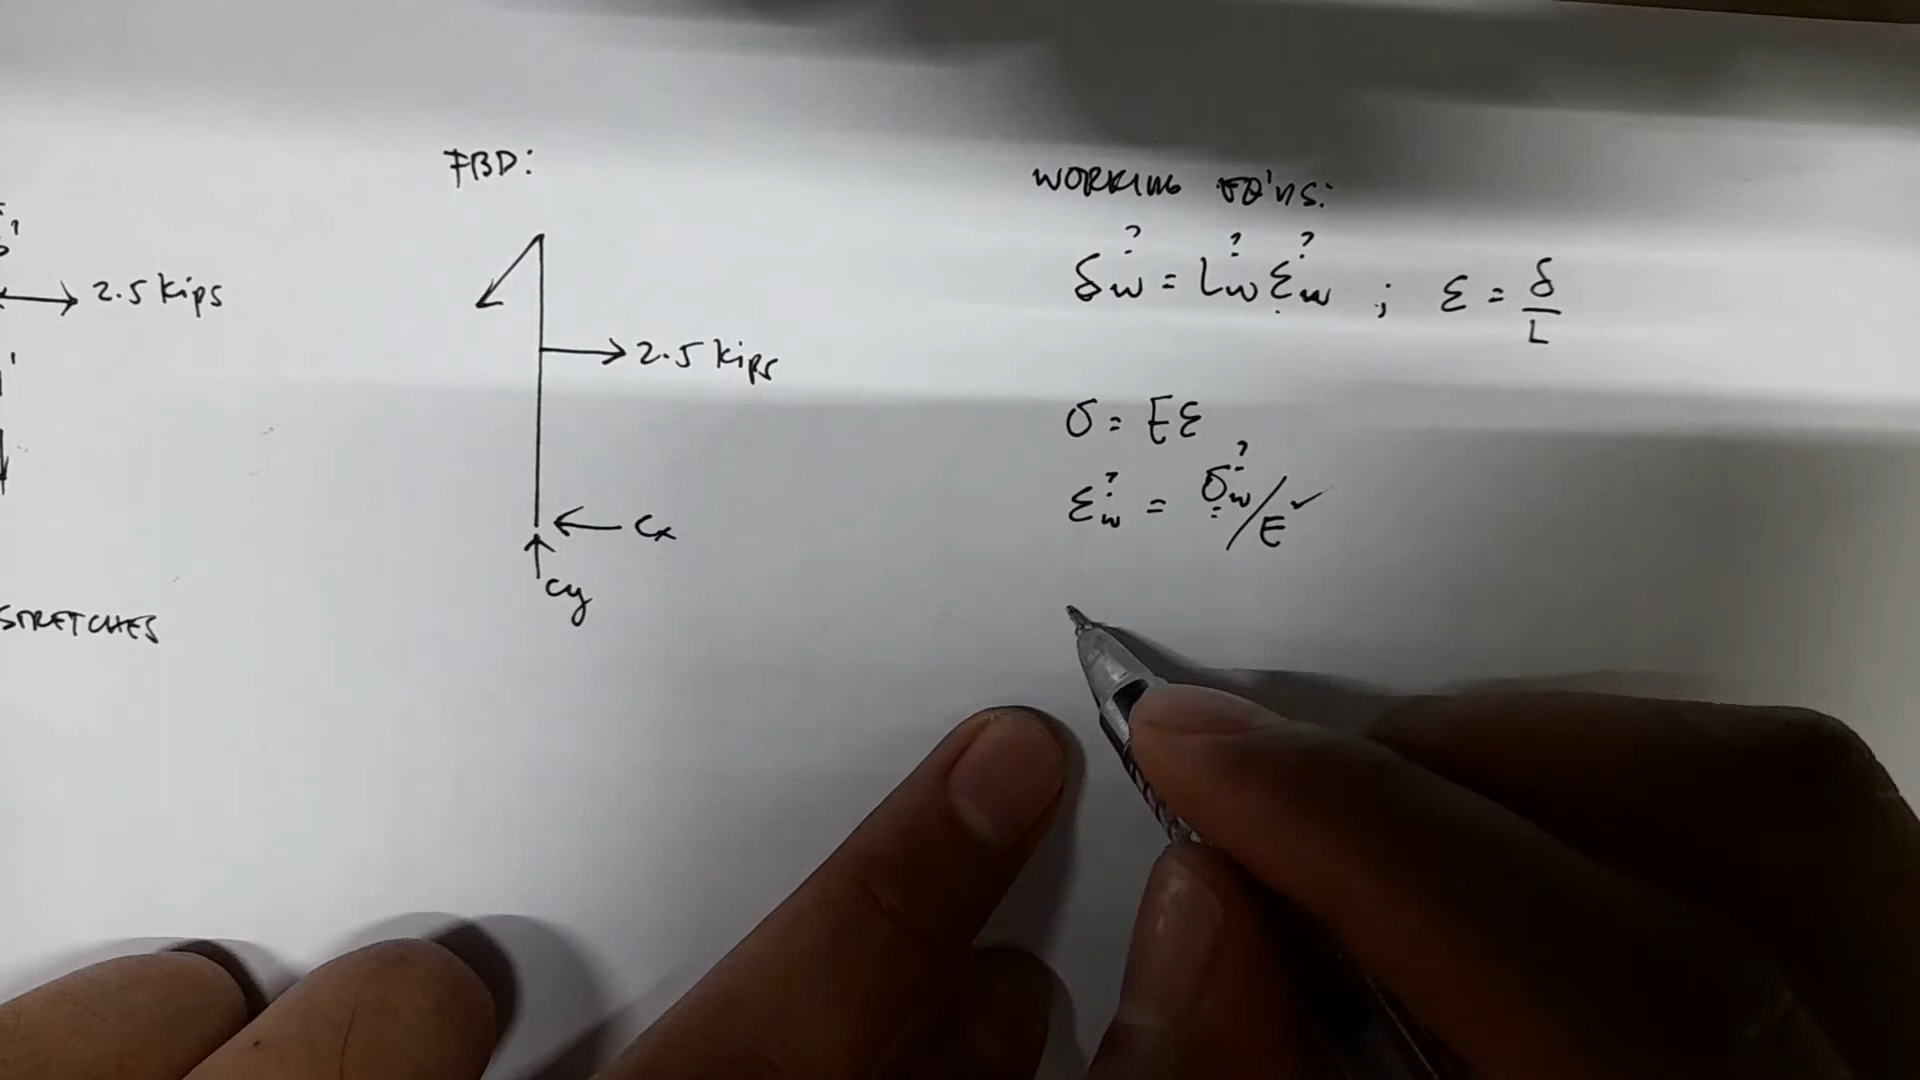 2.5 kips
STRETCHES
FBD:
2.5 kips
Cx
Cy
WORKING EQ'NS:
? ? ?
δw = Lw εw ; ε = δ/L
σ = Eε
? ?
εw = σw/E ✓